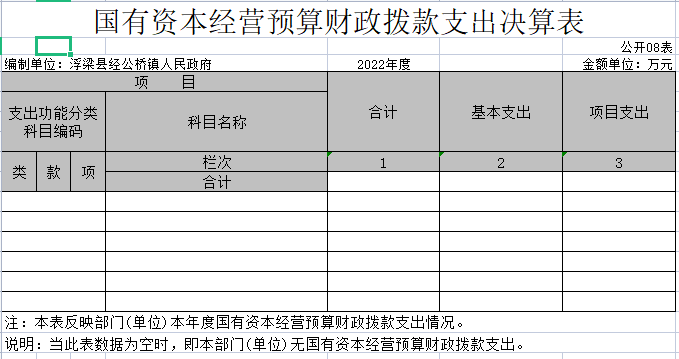 国有资本经营预算财政拨款支出决算表
公开08表
编制单位：浮梁县经公桥镇人民政府 2022年度 金额单位：万元
项 目
支出功能分类科目编码 科目名称 合计 基本支出 项目支出
类 款 项 栏次 1 2 3
合计
注：本表反映部门(单位)本年度国有资本经营预算财政拨款支出情况。
说明：当此表数据为空时，即本部门(单位)无国有资本经营预算财政拨款支出。